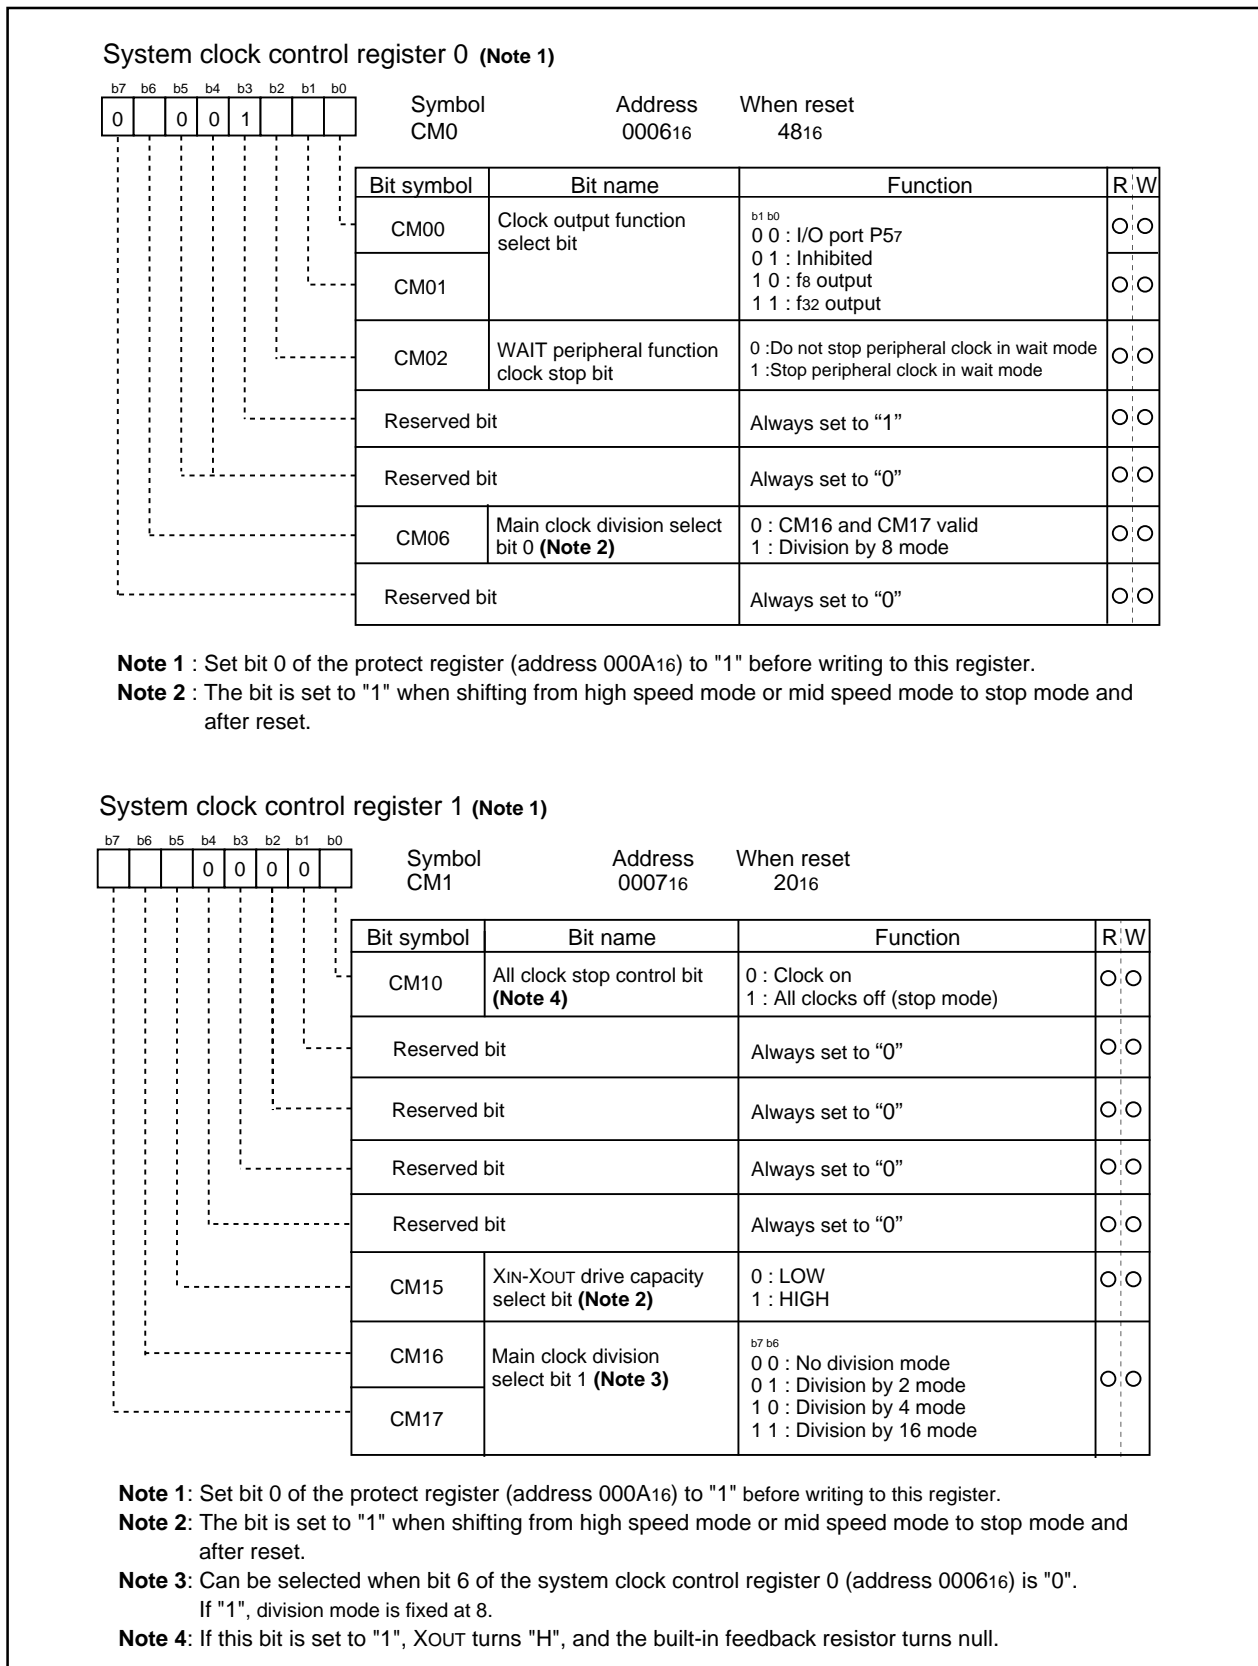 System clock control register 0 (Note 1)
b7 b6 b5 b4 b3 b2 b1 b0
0 0 0 1
Symbol Address When reset
CM0 000616 4816
Bit symbol Bit name Function R W
CM00 Clock output function select bit
b1 b0
0 0 : I/O port P57
0 1 : Inhibited
CM01
1 0 : f8 output
1 1 : f32 output
CM02 WAIT peripheral function clock stop bit
0 :Do not stop peripheral clock in wait mode
1 :Stop peripheral clock in wait mode
Reserved bit Always set to “1”
Reserved bit Always set to “0”
CM06 Main clock division select bit 0 (Note 2)
0 : CM16 and CM17 valid
1 : Division by 8 mode
Reserved bit Always set to “0”
Note 1 : Set bit 0 of the protect register (address 000A16) to "1" before writing to this register.
Note 2 : The bit is set to "1" when shifting from high speed mode or mid speed mode to stop mode and
after reset.
System clock control register 1 (Note 1)
b7 b6 b5 b4 b3 b2 b1 b0
0 0 0 0
Symbol Address When reset
CM1 000716 2016
Bit symbol Bit name Function R W
CM10 All clock stop control bit (Note 4)
0 : Clock on
1 : All clocks off (stop mode)
Reserved bit Always set to “0”
Reserved bit Always set to “0”
Reserved bit Always set to “0”
Reserved bit Always set to “0”
CM15 XIN-XOUT drive capacity select bit (Note 2)
0 : LOW
1 : HIGH
CM16 Main clock division select bit 1 (Note 3)
b7 b6
0 0 : No division mode
0 1 : Division by 2 mode
CM17
1 0 : Division by 4 mode
1 1 : Division by 16 mode
Note 1: Set bit 0 of the protect register (address 000A16) to "1" before writing to this register.
Note 2: The bit is set to "1" when shifting from high speed mode or mid speed mode to stop mode and
after reset.
Note 3: Can be selected when bit 6 of the system clock control register 0 (address 000616) is "0".
If "1", division mode is fixed at 8.
Note 4: If this bit is set to "1", XOUT turns "H", and the built-in feedback resistor turns null.